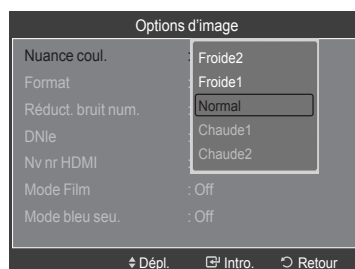 Options d'image
Nuance coul. :
Froide2
Format :
Froide1
Réduct. bruit num. :
Normal
DNIe :
Chaude1
Nv nr HDMI :
Chaude2
Mode Film : Off
Mode bleu seu. : Off
Dépl. Intro. Retour